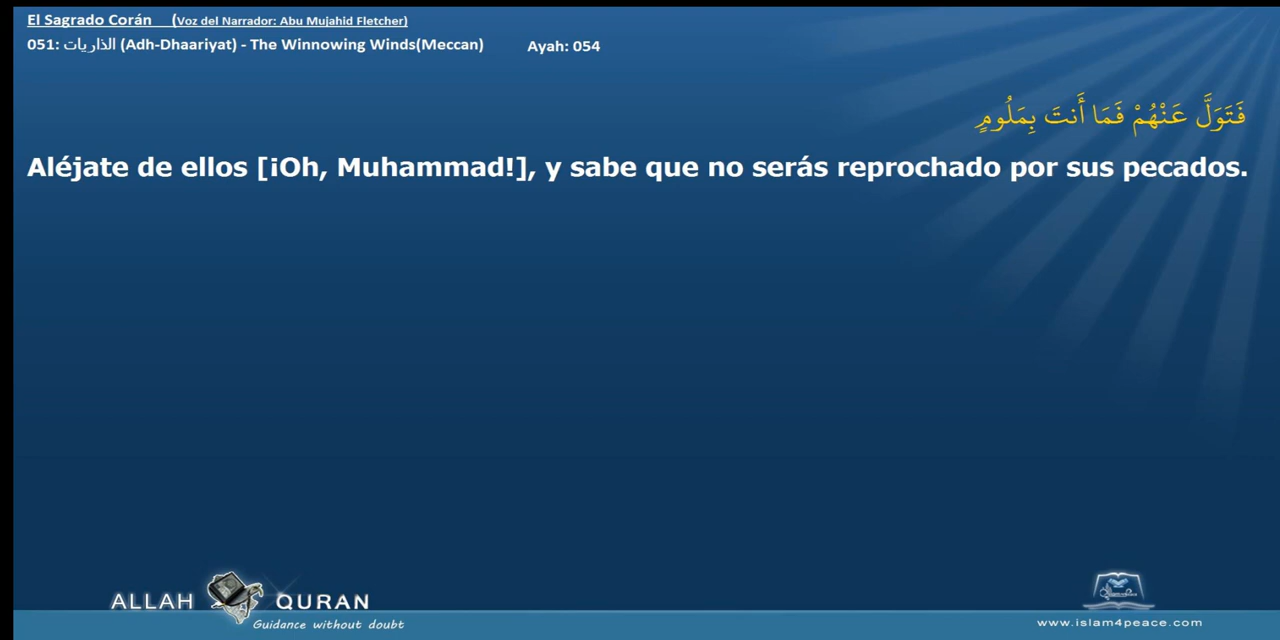 El Sagrado Corán (Voz del Narrador: Abu Mujahid Fletcher)
051: الذاريات (Adh-Dhaariyat) - The Winnowing Winds(Meccan) Ayah: 054
فَتَوَلَّ عَنْهُمْ فَمَا أَنتَ بِمَلُومٍ
Aléjate de ellos [¡Oh, Muhammad!], y sabe que no serás reprochado por sus pecados.
ALLAH QURAN
Guidance without doubt
www.islam4peace.com